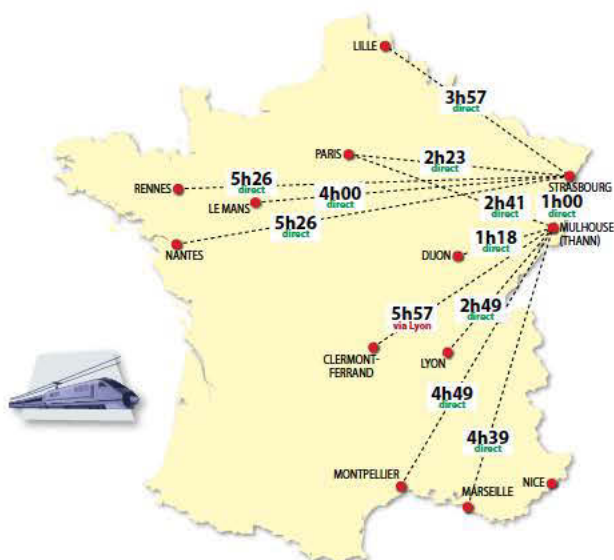 LILLE
3h57
direct
PARIS
2h23
direct
STRASBOURG
RENNES
5h26
direct
LE MANS
4h00
direct
2h41
direct
1h00
direct
5h26
direct
NANTES
MULHOUSE
(THANN)
DIJON
1h18
direct
5h57
via Lyon
2h49
direct
CLERMONT-
FERRAND
LYON
4h49
direct
4h39
direct
MONTPELLIER
MARSEILLE
NICE